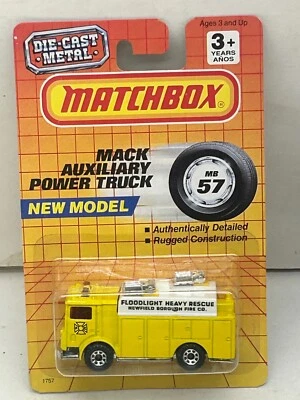 Ages 3 and Up
DIE-CAST
METAL
3+
YEARS
AÑOS
MATCHBOX
MACK
AUXILIARY
POWER TRUCK
MB
57
NEW MODEL
Authentically Detailed
Rugged Construction
FLOODLIGHT HEAVY RESCUE
NEWFIELD BOROUGH FIRE CO.
1757